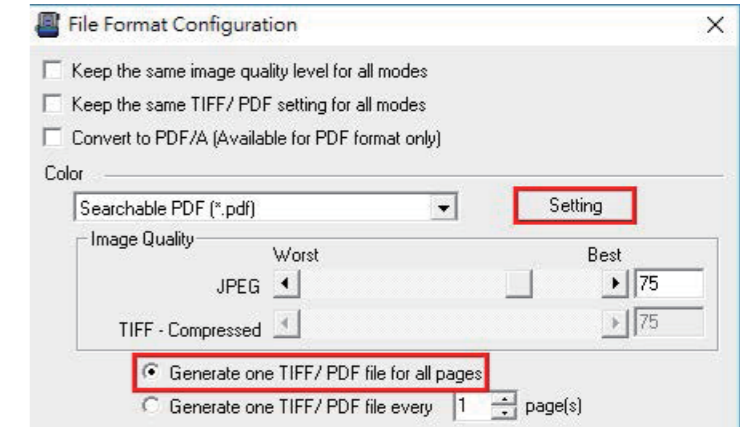 File Format Configuration
Keep the same image quality level for all modes
Keep the same TIFF/ PDF setting for all modes
Convert to PDF/A (Available for PDF format only)
Color
Searchable PDF (*.pdf)
Setting
Image Quality
Worst Best
JPEG 75
TIFF - Compressed 75
Generate one TIFF/ PDF file for all pages
Generate one TIFF/ PDF file every 1 page(s)